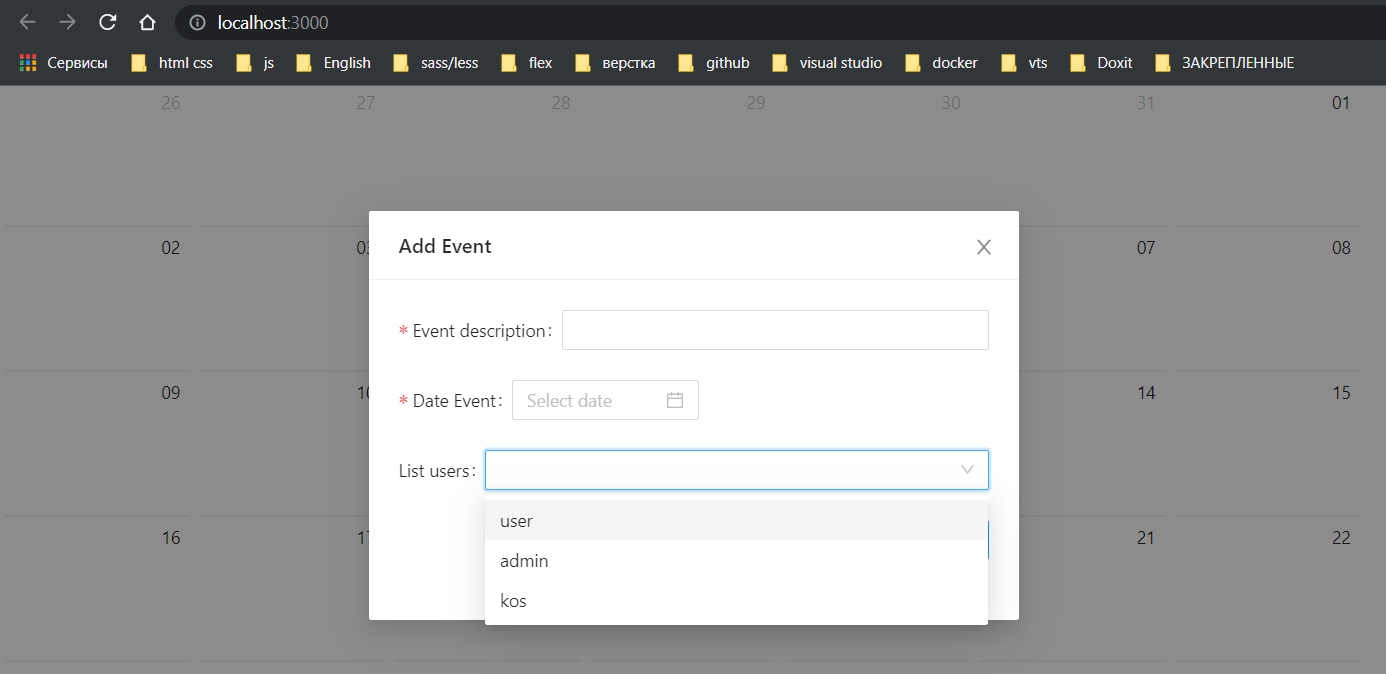 localhost:3000
Сервисы html css js English sass/less flex верстка github visual studio docker vts Doxit ЗАКРЕПЛЕННЫЕ
26 27 28 29 30 31 01
Add Event
02 03 07 08
* Event description:
09 10 14 15
* Date Event: Select date
List users:
user
16 17 21 22
admin
kos